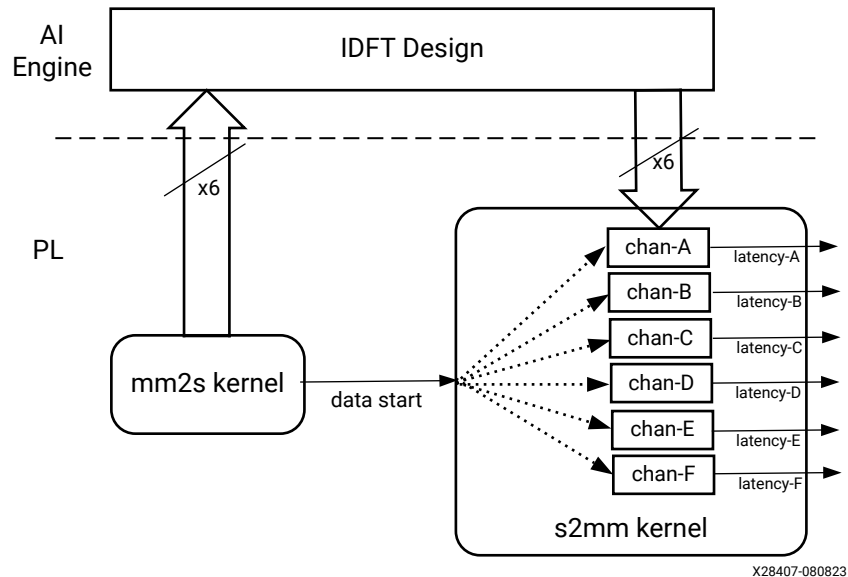 AI
Engine
IDFT Design
x6
x6
PL
chan-A
latency-A
chan-B
latency-B
chan-C
latency-C
mm2s kernel
data start
chan-D
latency-D
chan-E
latency-E
chan-F
latency-F
s2mm kernel
X28407-080823